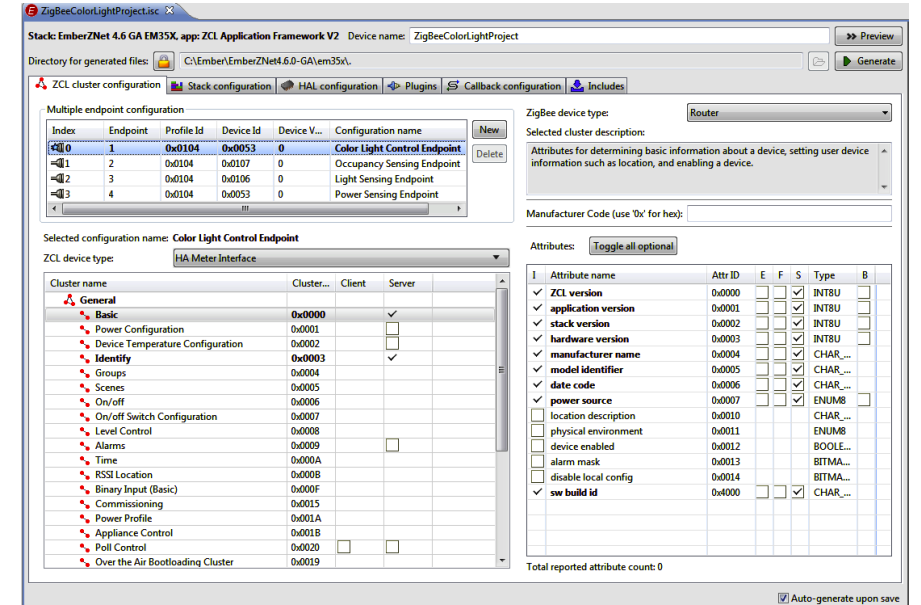 ZigBeeColorLightProject.isc
Stack: EmberZNet 4.6 GA EM35X, app: ZCL Application Framework V2 Device name: ZigBeeColorLightProject Preview
Directory for generated files: C:\Ember\EmberZNet4.6.0-GA\em35x\. Generate
ZCL cluster configuration Stack configuration HAL configuration Plugins Callback configuration Includes
Multiple endpoint configuration
Index Endpoint Profile Id Device Id Device V... Configuration name New
0 1 0x0104 0x0053 0 Color Light Control Endpoint
Delete
1 2 0x0104 0x0107 0 Occupancy Sensing Endpoint
2 3 0x0104 0x0106 0 Light Sensing Endpoint
3 4 0x0104 0x0053 0 Power Sensing Endpoint
Selected configuration name: Color Light Control Endpoint
ZCL device type: HA Meter Interface
Cluster name Cluster... Client Server
General
Basic 0x0000
Power Configuration 0x0001
Device Temperature Configuration 0x0002
Identify 0x0003
Groups 0x0004
Scenes 0x0005
On/off 0x0006
On/off Switch Configuration 0x0007
Level Control 0x0008
Alarms 0x0009
Time 0x000A
RSSI Location 0x000B
Binary Input (Basic) 0x000F
Commissioning 0x0015
Power Profile 0x001A
Appliance Control 0x001B
Poll Control 0x0020
Over the Air Bootloading Cluster 0x0019
ZigBee device type: Router
Selected cluster description:
Attributes for determining basic information about a device, setting user device
information such as location, and enabling a device.
Manufacturer Code (use '0x' for hex):
Attributes: Toggle all optional
I Attribute name Attr ID E F S Type B
ZCL version 0x0000 INT8U
application version 0x0001 INT8U
stack version 0x0002 INT8U
hardware version 0x0003 INT8U
manufacturer name 0x0004 CHAR_...
model identifier 0x0005 CHAR_...
date code 0x0006 CHAR_...
power source 0x0007 ENUM8
location description 0x0010 CHAR_...
physical environment 0x0011 ENUM8
device enabled 0x0012 BOOLE...
alarm mask 0x0013 BITMA...
disable local config 0x0014 BITMA...
sw build id 0x4000 CHAR_...
Total reported attribute count: 0
Auto-generate upon save